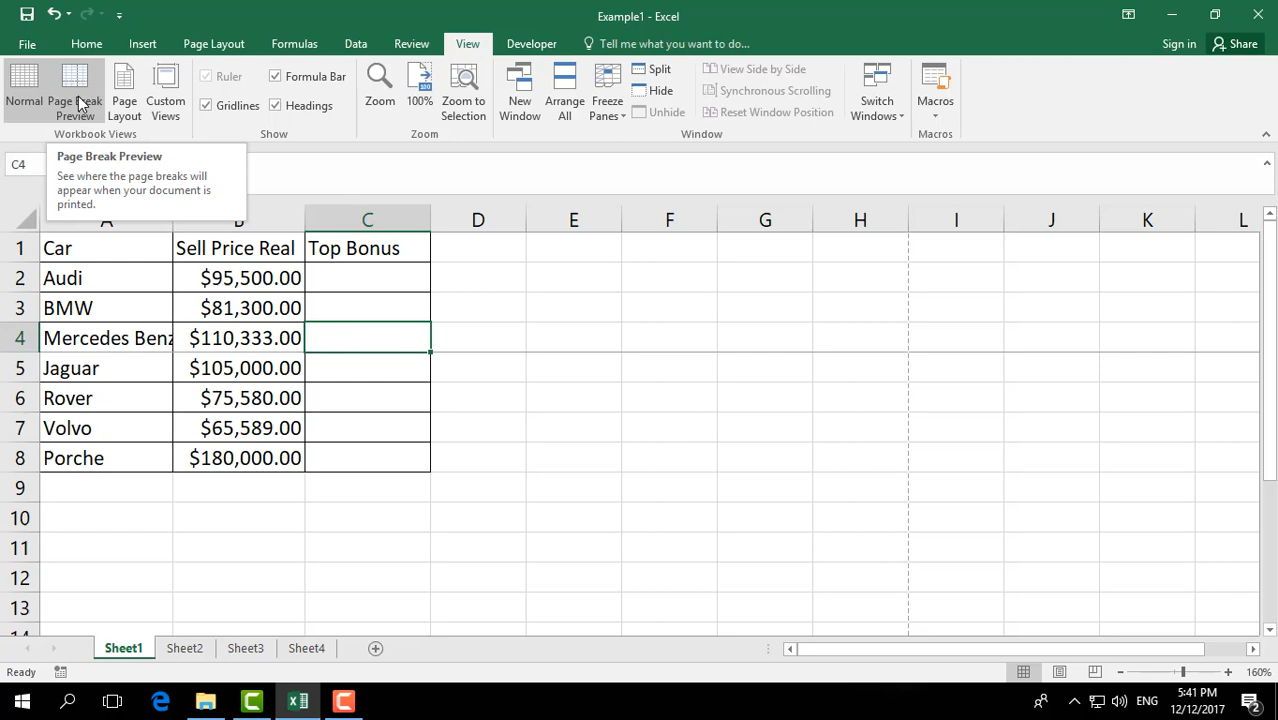 Example1 - Excel
File Home Insert Page Layout Formulas Data Review View Developer Tell me what you want to do... Sign in Share
Normal Page Break Preview Page Layout Custom Views
Ruler Formula Bar
Gridlines Headings
Zoom 100% Zoom to Selection
New Window Arrange All Freeze Panes
Split
Hide
Unhide
View Side by Side
Synchronous Scrolling
Reset Window Position
Switch Windows
Macros
Workbook Views Show Zoom Window Macros
C4
Page Break Preview
See where the page breaks will
appear when your document is
printed.
C D E F G H I J K L
1 Car Sell Price Real Top Bonus
2 Audi $95,500.00
3 BMW $81,300.00
4 Mercedes Benz $110,333.00
5 Jaguar $105,000.00
6 Rover $75,580.00
7 Volvo $65,589.00
8 Porche $180,000.00
9
10
11
12
13
Sheet1 Sheet2 Sheet3 Sheet4
Ready 160%
ENG 5:41 PM
12/12/2017 2